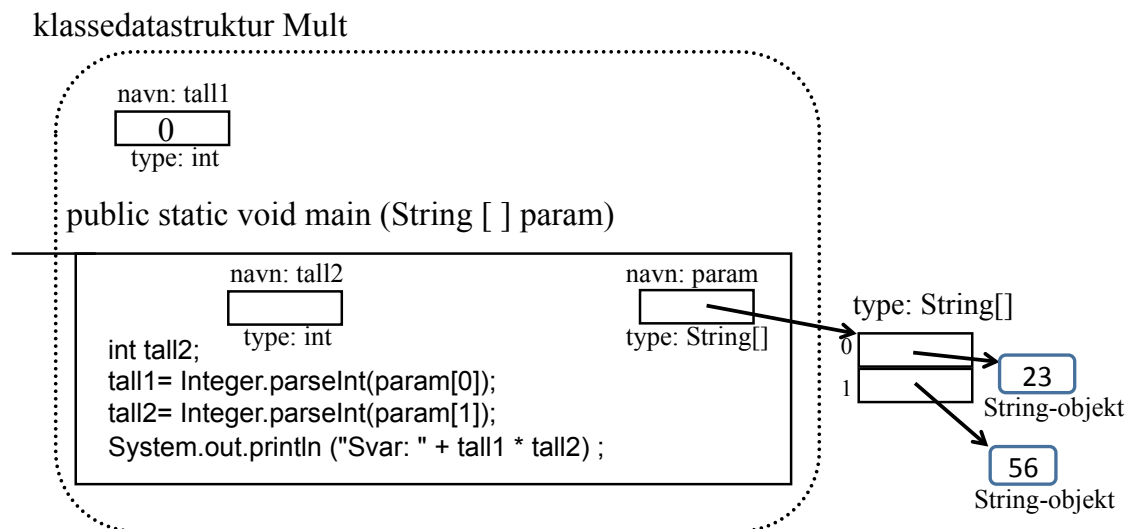 klassedatastruktur Mult
navn: tall1
0
type: int
public static void main (String [ ] param)
navn: tall2
type: int
navn: param
type: String[]
int tall2;
tall1= Integer.parseInt(param[0]);
tall2= Integer.parseInt(param[1]);
System.out.println ("Svar: " + tall1 * tall2) ;
type: String[]
0
1
23
String-objekt
56
String-objekt